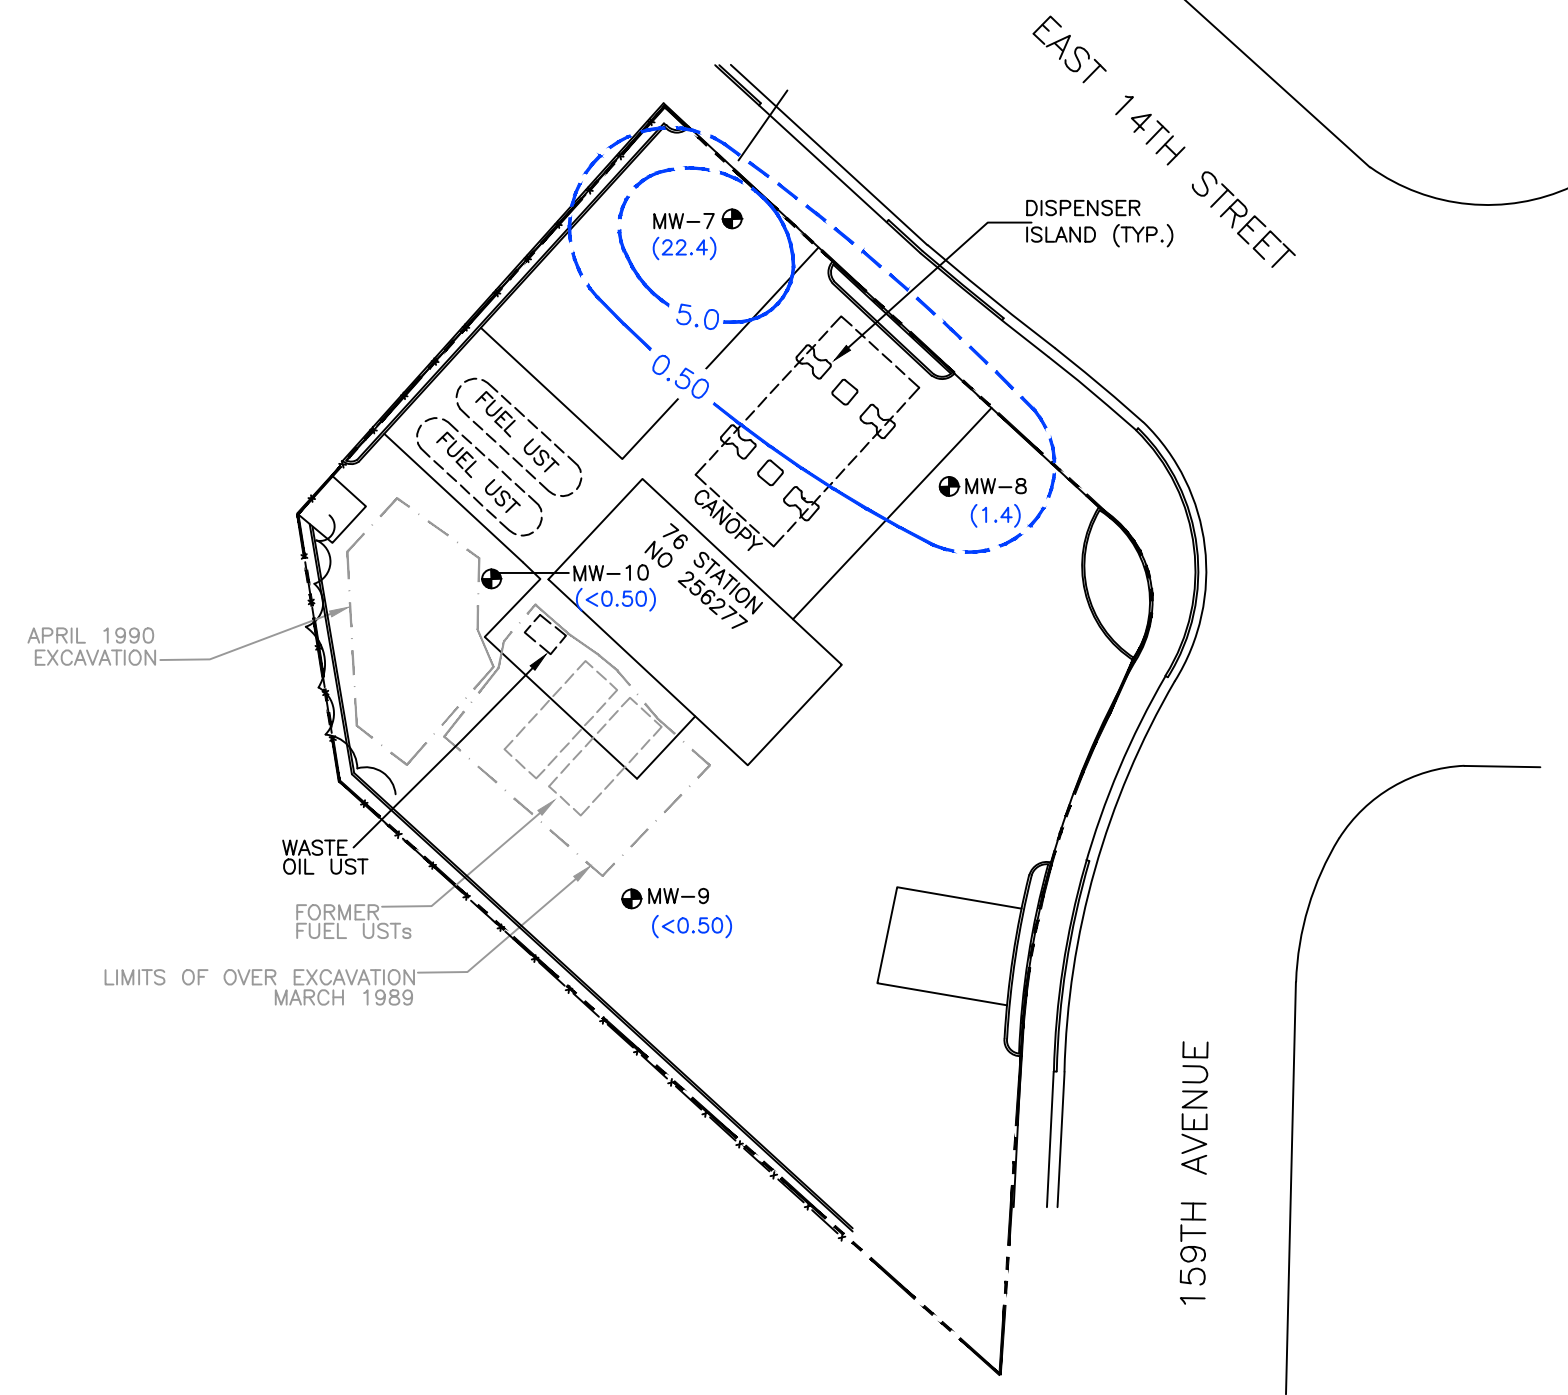 EAST 14TH STREET
DISPENSER
ISLAND (TYP.)
MW-7
(22.4)
5.0
0.50
FUEL UST
FUEL UST
CANOPY
MW-8
(1.4)
76 STATION
NO 256277
MW-10
(<0.50)
APRIL 1990
EXCAVATION
WASTE
OIL UST
MW-9
(<0.50)
FORMER
FUEL USTs
LIMITS OF OVER EXCAVATION
MARCH 1989
159TH AVENUE